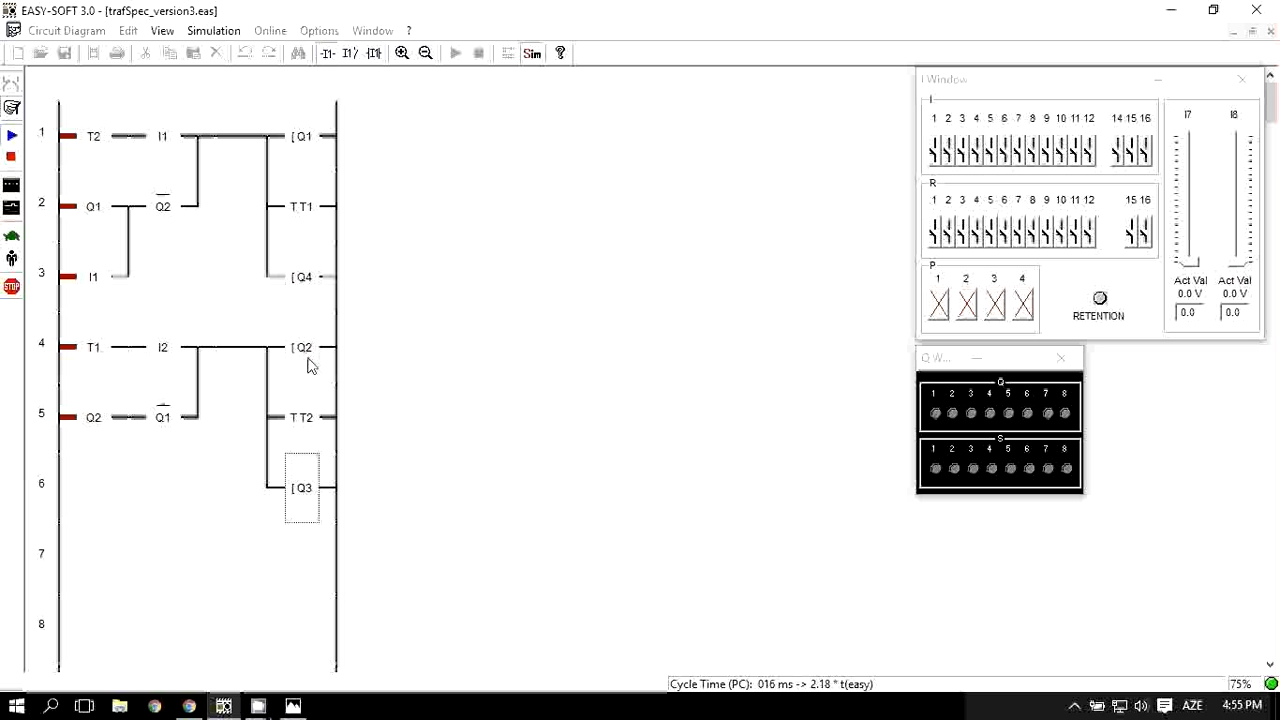 EASY-SOFT 3.0 - [trafSpec_version3.eas]
Circuit Diagram Edit View Simulation Online Options Window ?
Sim
1 T2 I1 [Q1
2 Q1 Q2 TT1
3 I1 [Q4
4 T1 I2 [Q2
5 Q2 Q1 TT2
6 [Q3
7
8
STOP
I Window
I
1 2 3 4 5 6 7 8 9 10 11 12 14 15 16
R
1 2 3 4 5 6 7 8 9 10 11 12 15 16
P
1 2 3 4
RETENTION
I7 I8
Act Val Act Val
0.0 V 0.0 V
0.0 0.0
Q W...
Q
1 2 3 4 5 6 7 8
S
1 2 3 4 5 6 7 8
Cycle Time (PC): 016 ms -> 2.18 * t(easy)
75%
AZE 4:55 PM